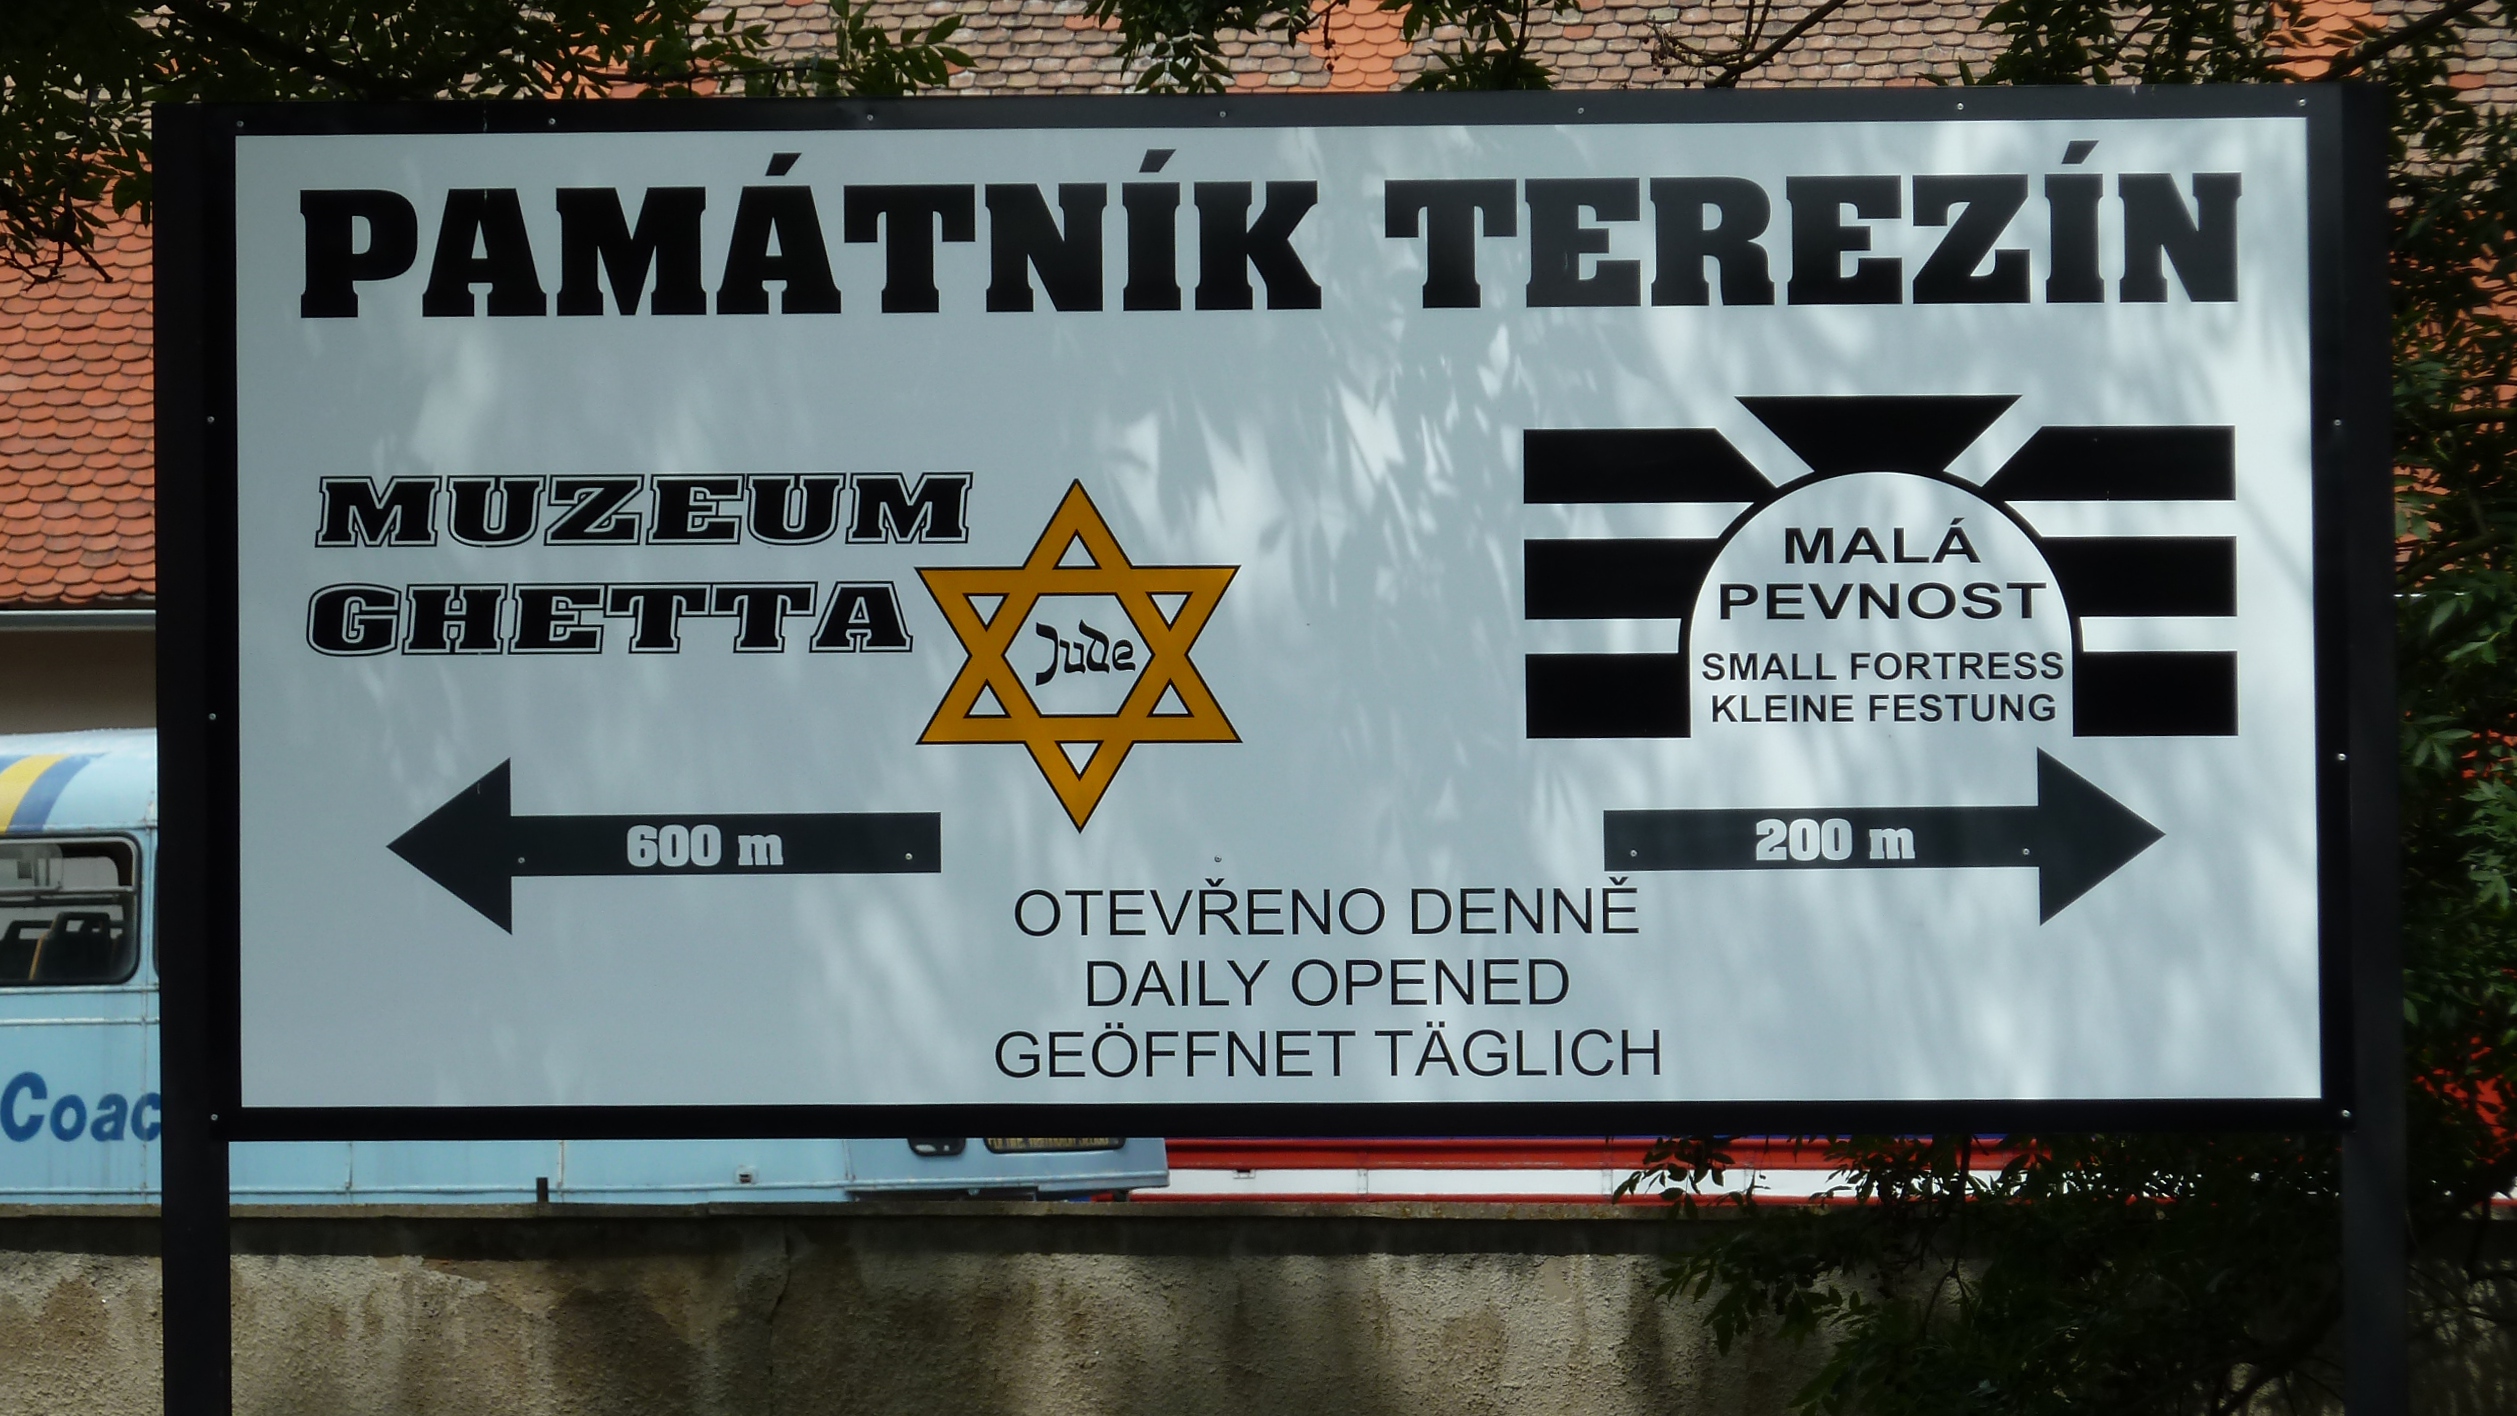 PAMÁTNÍK TEREZÍN
MUZEUM
GHETTA
Jude
600 m
MALÁ
PEVNOST
SMALL FORTRESS
KLEINE FESTUNG
200 m
OTEVŘENO DENNĚ
DAILY OPENED
GEÖFFNET TÄGLICH
Coac